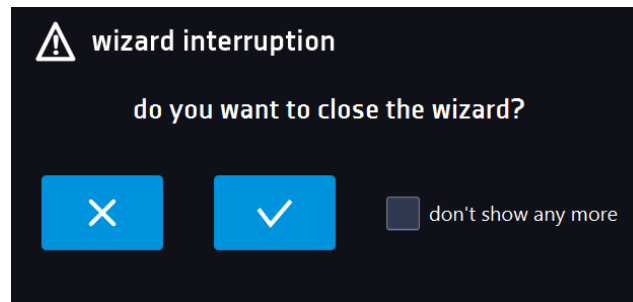 wizard interruption
do you want to close the wizard?
don't show any more